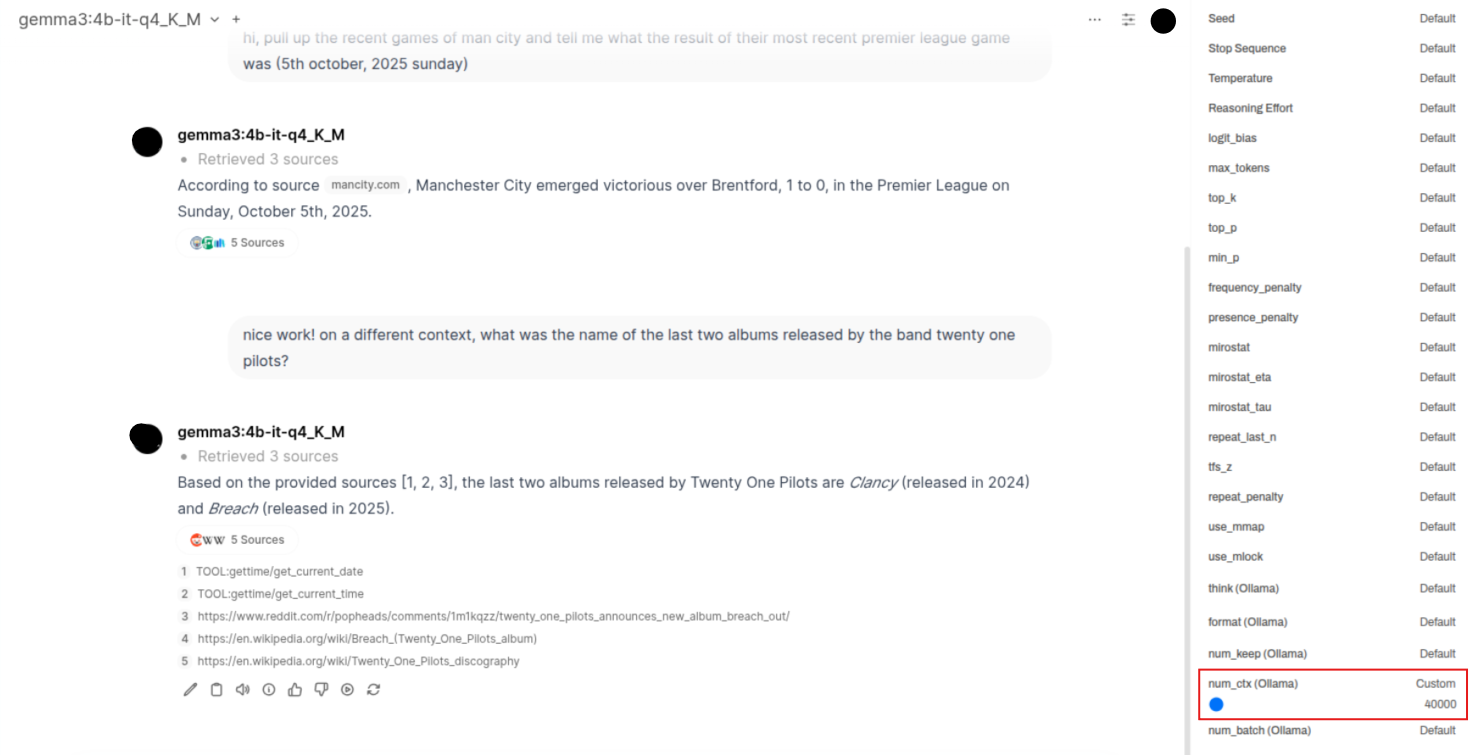 gemma3:4b-it-q4_K_M
hi, pull up the recent games of man city and tell me what the result of their most recent premier league game
was (5th october, 2025 sunday)
gemma3:4b-it-q4_K_M
Retrieved 3 sources
According to source mancity.com , Manchester City emerged victorious over Brentford, 1 to 0, in the Premier League on
Sunday, October 5th, 2025.
5 Sources
nice work! on a different context, what was the name of the last two albums released by the band twenty one
pilots?
gemma3:4b-it-q4_K_M
Retrieved 3 sources
Based on the provided sources [1, 2, 3], the last two albums released by Twenty One Pilots are Clancy (released in 2024)
and Breach (released in 2025).
WW 5 Sources
1 TOOL:gettime/get_current_date
2 TOOL:gettime/get_current_time
3 https://www.reddit.com/r/popheads/comments/1m1kqzz/twenty_one_pilots_announces_new_album_breach_out/
4 https://en.wikipedia.org/wiki/Breach_(Twenty_One_Pilots_album)
5 https://en.wikipedia.org/wiki/Twenty_One_Pilots_discography
Seed Default
Stop Sequence Default
Temperature Default
Reasoning Effort Default
logit_bias Default
max_tokens Default
top_k Default
top_p Default
min_p Default
frequency_penalty Default
presence_penalty Default
mirostat Default
mirostat_eta Default
mirostat_tau Default
repeat_last_n Default
tfs_z Default
repeat_penalty Default
use_mmap Default
use_mlock Default
think (Ollama) Default
format (Ollama) Default
num_keep (Ollama) Default
num_ctx (Ollama) Custom
40000
num_batch (Ollama) Default